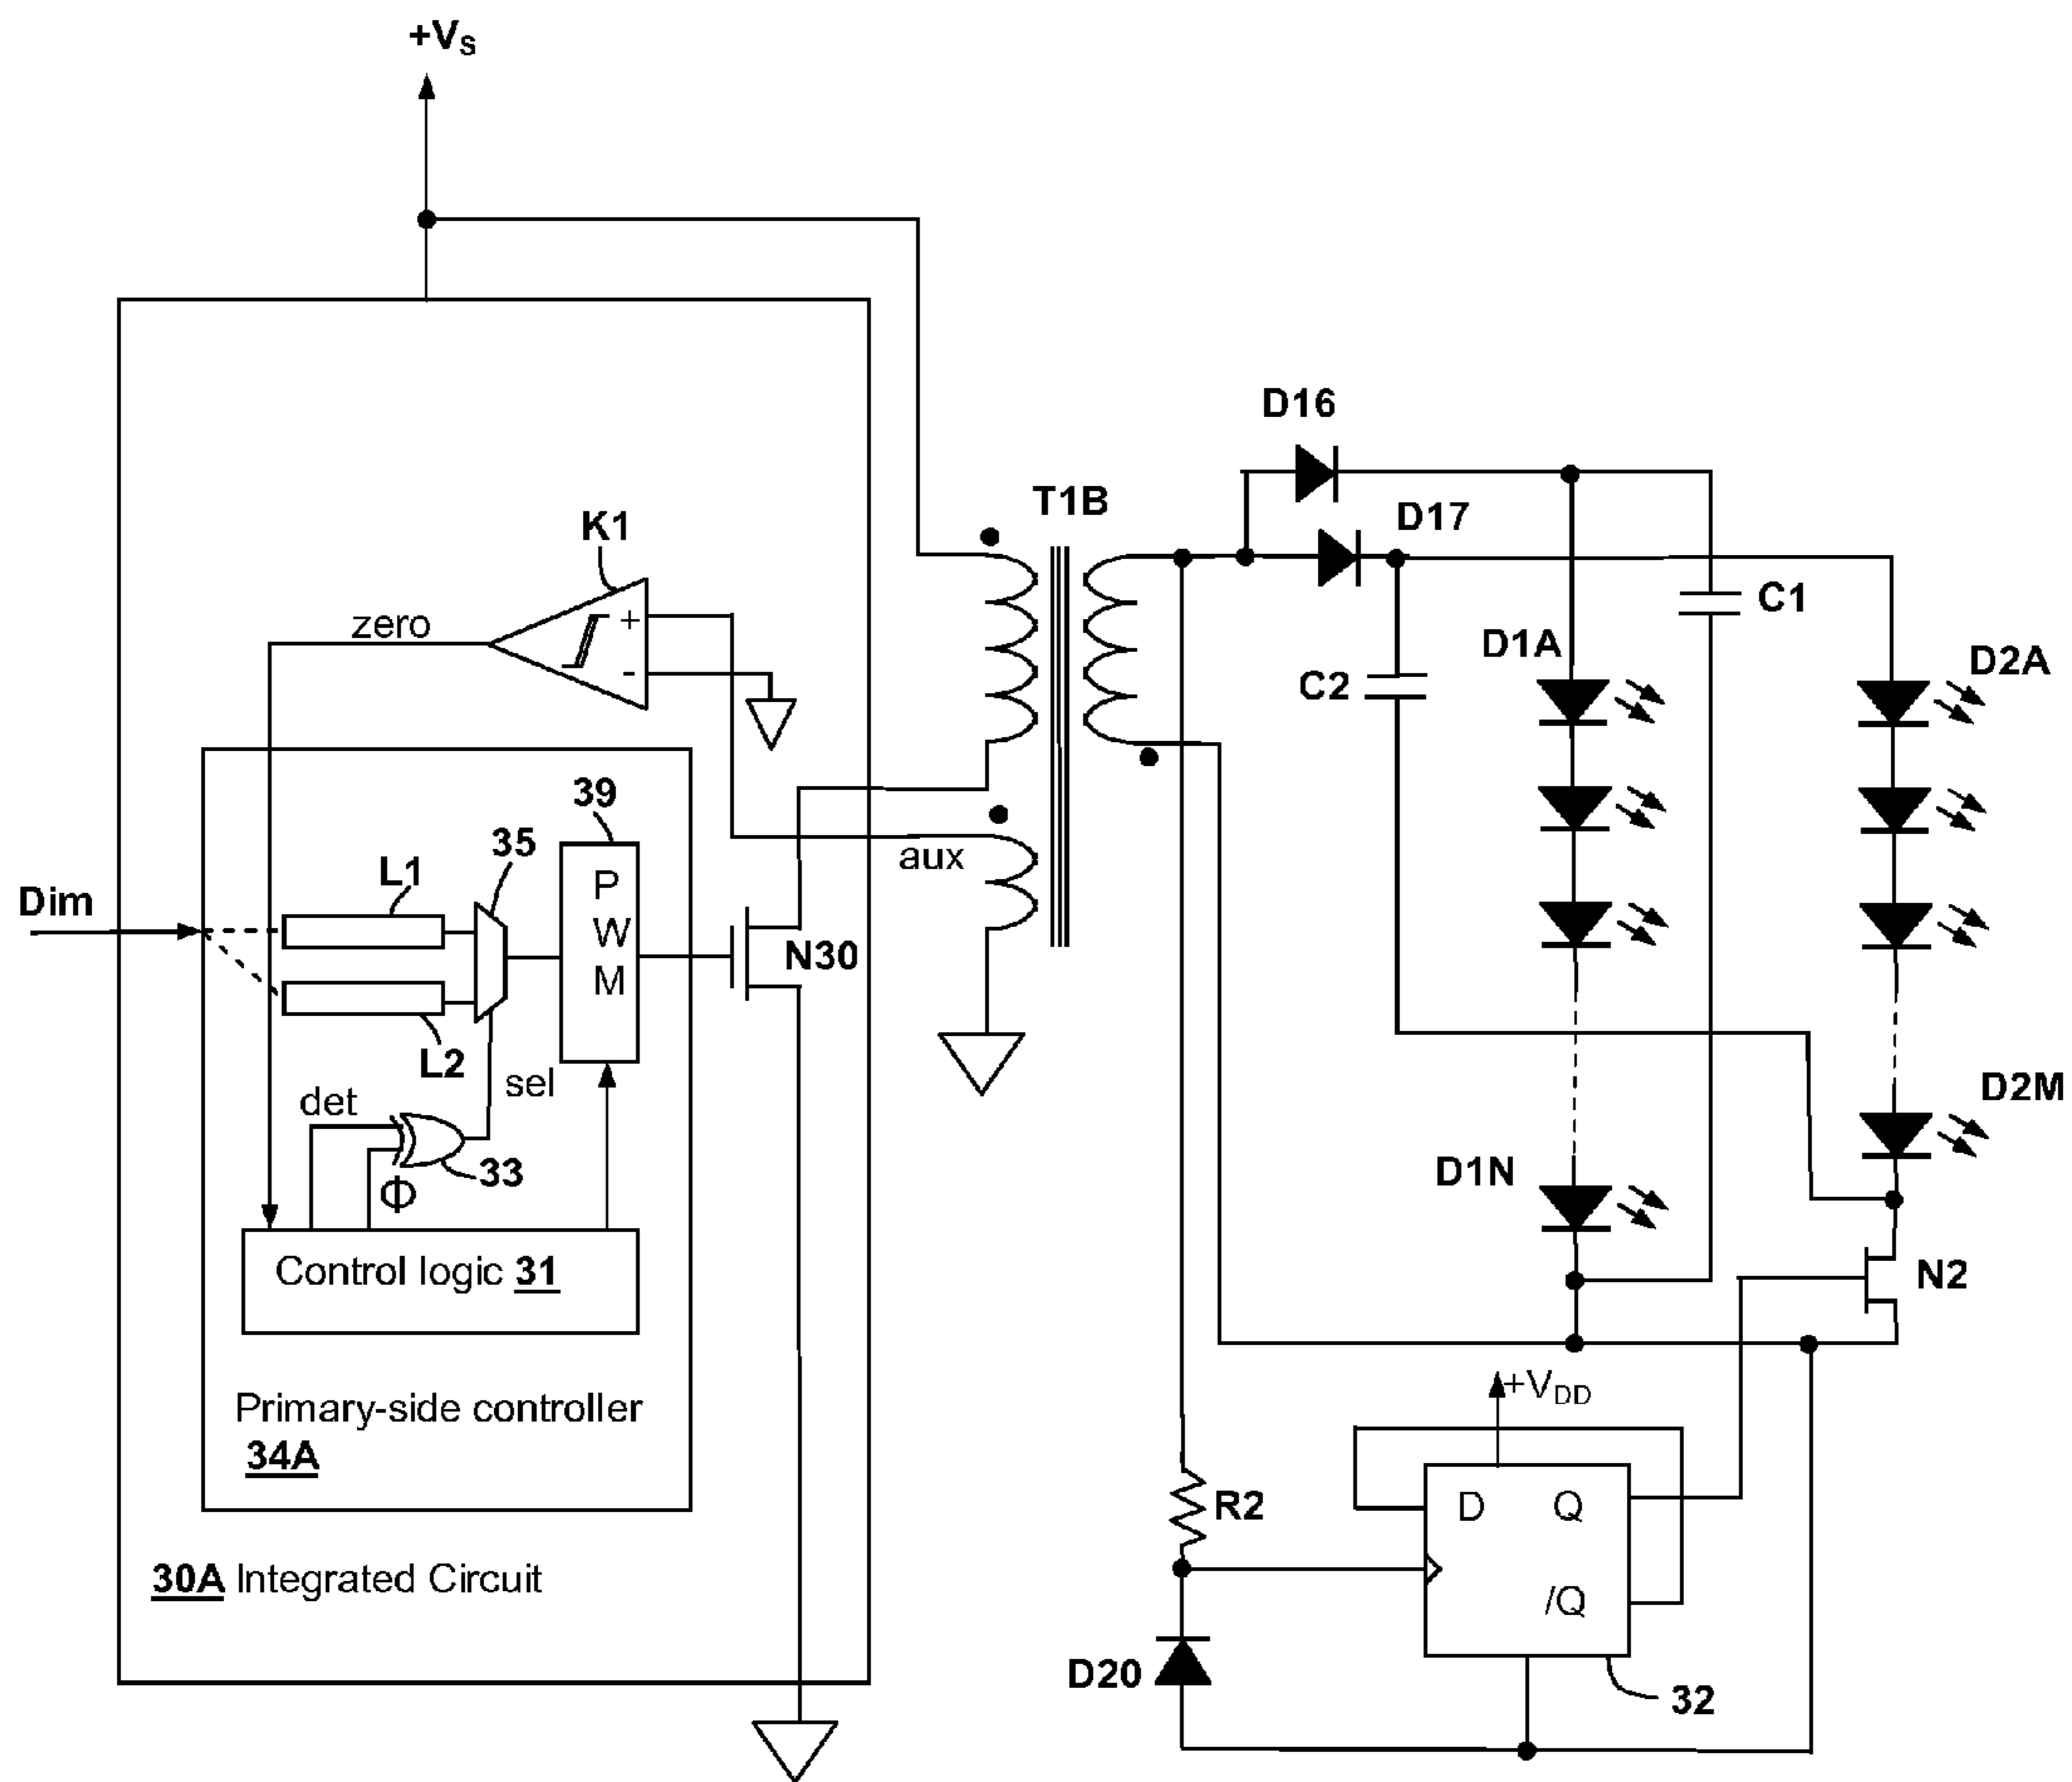 +VS
D16
T1B
D17
K1
zero
+
-
C1
D1A
D2A
C2
39
35
P
W
M
aux
L1
Dim
N30
L2
sel
det
D2M
33
Φ
D1N
Control logic 31
N2
+VDD
Primary-side controller
34A
D Q
R2
30A Integrated Circuit
/Q
D20
32